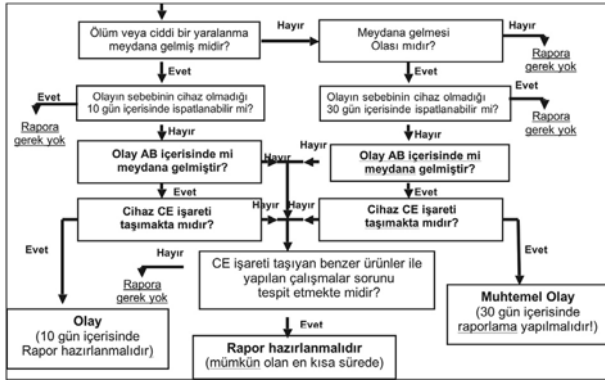 Ölüm veya ciddi bir yaralanma
meydana gelmiş midir?
Hayır
Meydana gelmesi
Olası mıdır?
Hayır
Rapora
gerek yok
Evet
Evet
Evet
Rapora
gerek yok
Olayın sebebinin cihaz olmadığı
10 gün içerisinde ispatlanabilir mi?
Olayın sebebinin cihaz olmadığı
30 gün içerisinde ispatlanabilir mi?
Evet
Rapora
gerek yok
Hayır
Hayır
Olay AB içerisinde mi
meydana gelmiştir?
Hayır
Hayır
Olay AB içerisinde mi
meydana gelmiştir?
Evet
Evet
Cihaz CE işareti
taşımakta mıdır?
Hayır
Hayır
Cihaz CE işareti
taşımakta mıdır?
Evet
Evet
Hayır
Rapora
gerek yok
CE işareti taşıyan benzer ürünler ile
yapılan çalışmalar sorunu
tespit etmekte midir?
Olay
(10 gün içerisinde
Rapor hazırlanmalıdır)
Evet
Rapor hazırlanmalıdır
(mümkün olan en kısa sürede)
Muhtemel Olay
(30 gün içerisinde
raporlama yapılmalıdır!)